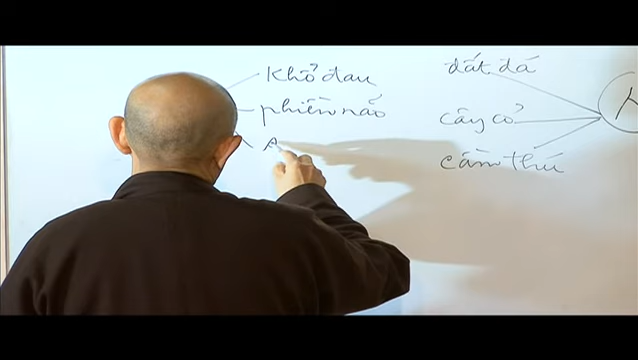 Khổ đau
phiền não
đất đá
cây cỏ
cầm thú